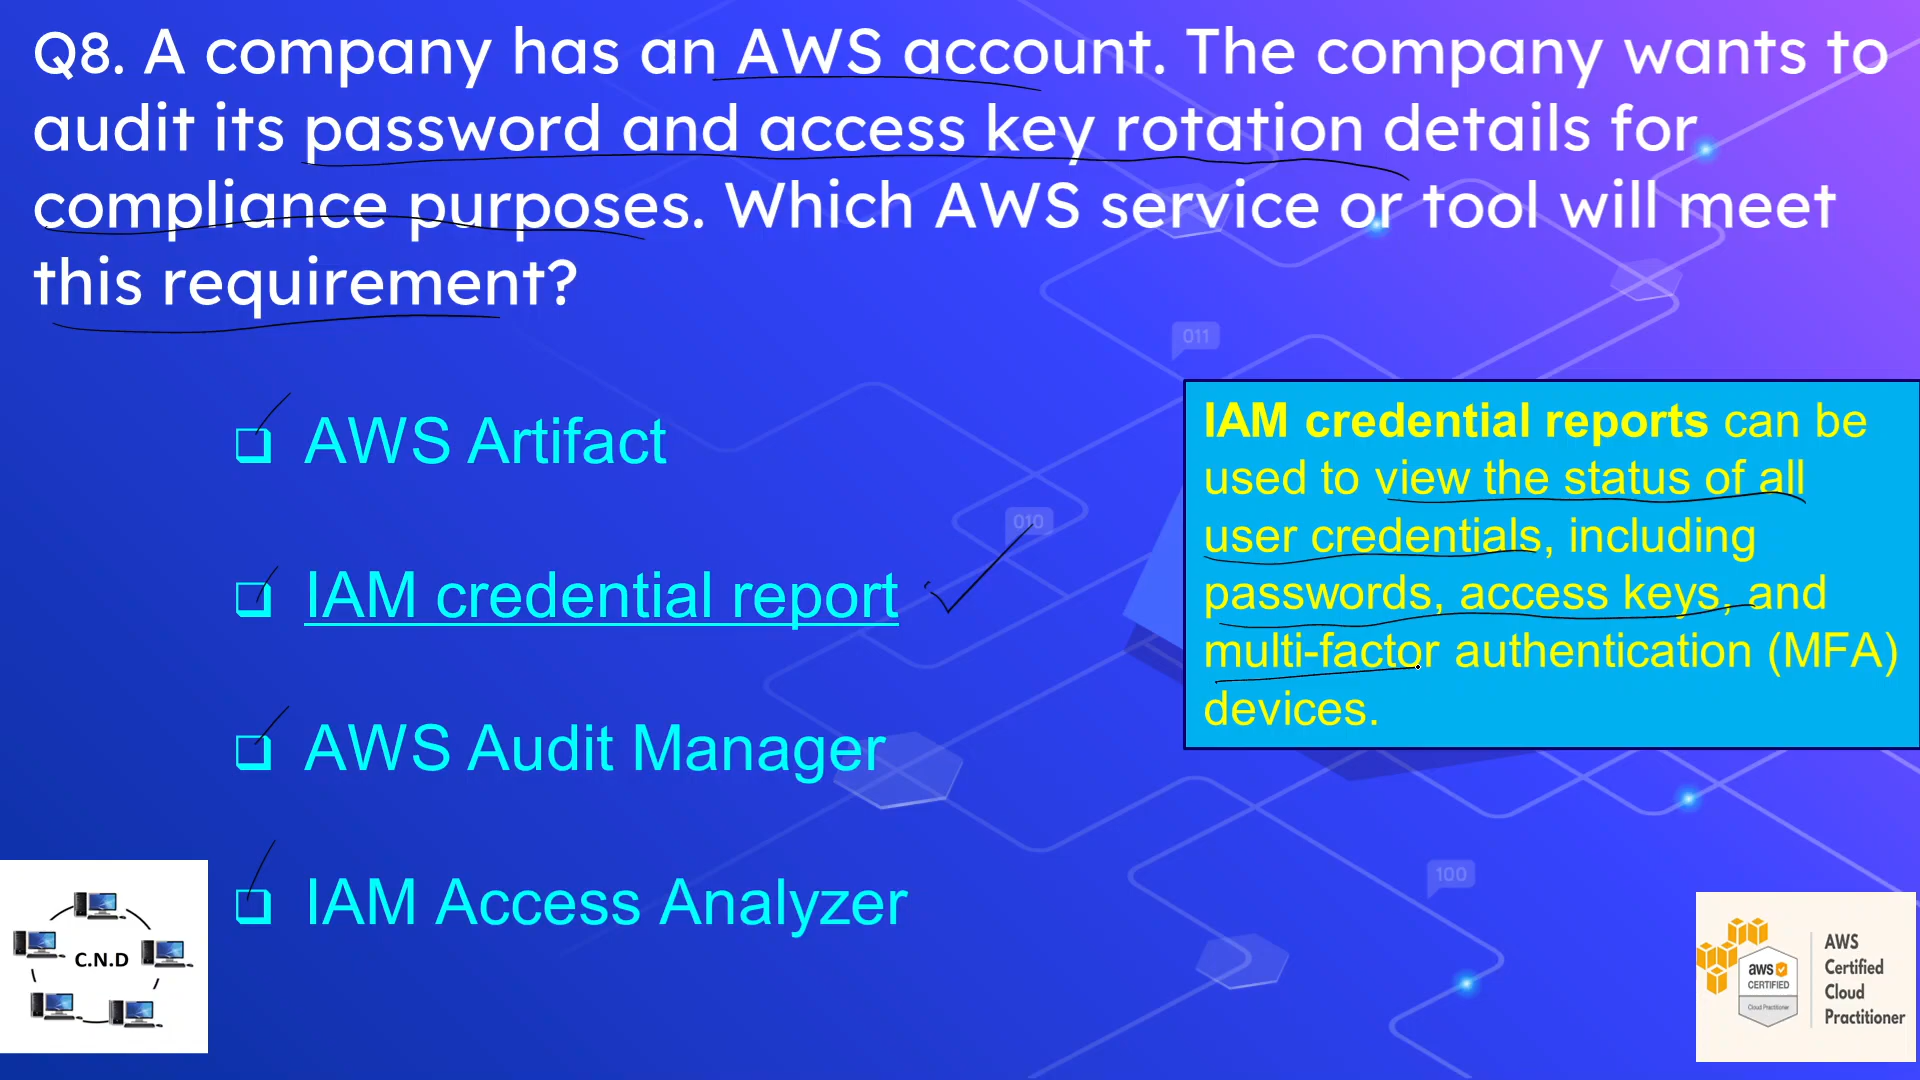 Q8. A company has an AWS account. The company wants to
audit its password and access key rotation details for
compliance purposes. Which AWS service or tool will meet
this requirement?
011
AWS Artifact
IAM credential reports can be
used to view the status of all
user credentials, including
passwords, access keys, and
multi-factor authentication (MFA)
devices.
010
IAM credential report
AWS Audit Manager
100
IAM Access Analyzer
C.N.D
aws
CERTIFIED
Cloud Practitioner
AWS
Certified
Cloud
Practitioner